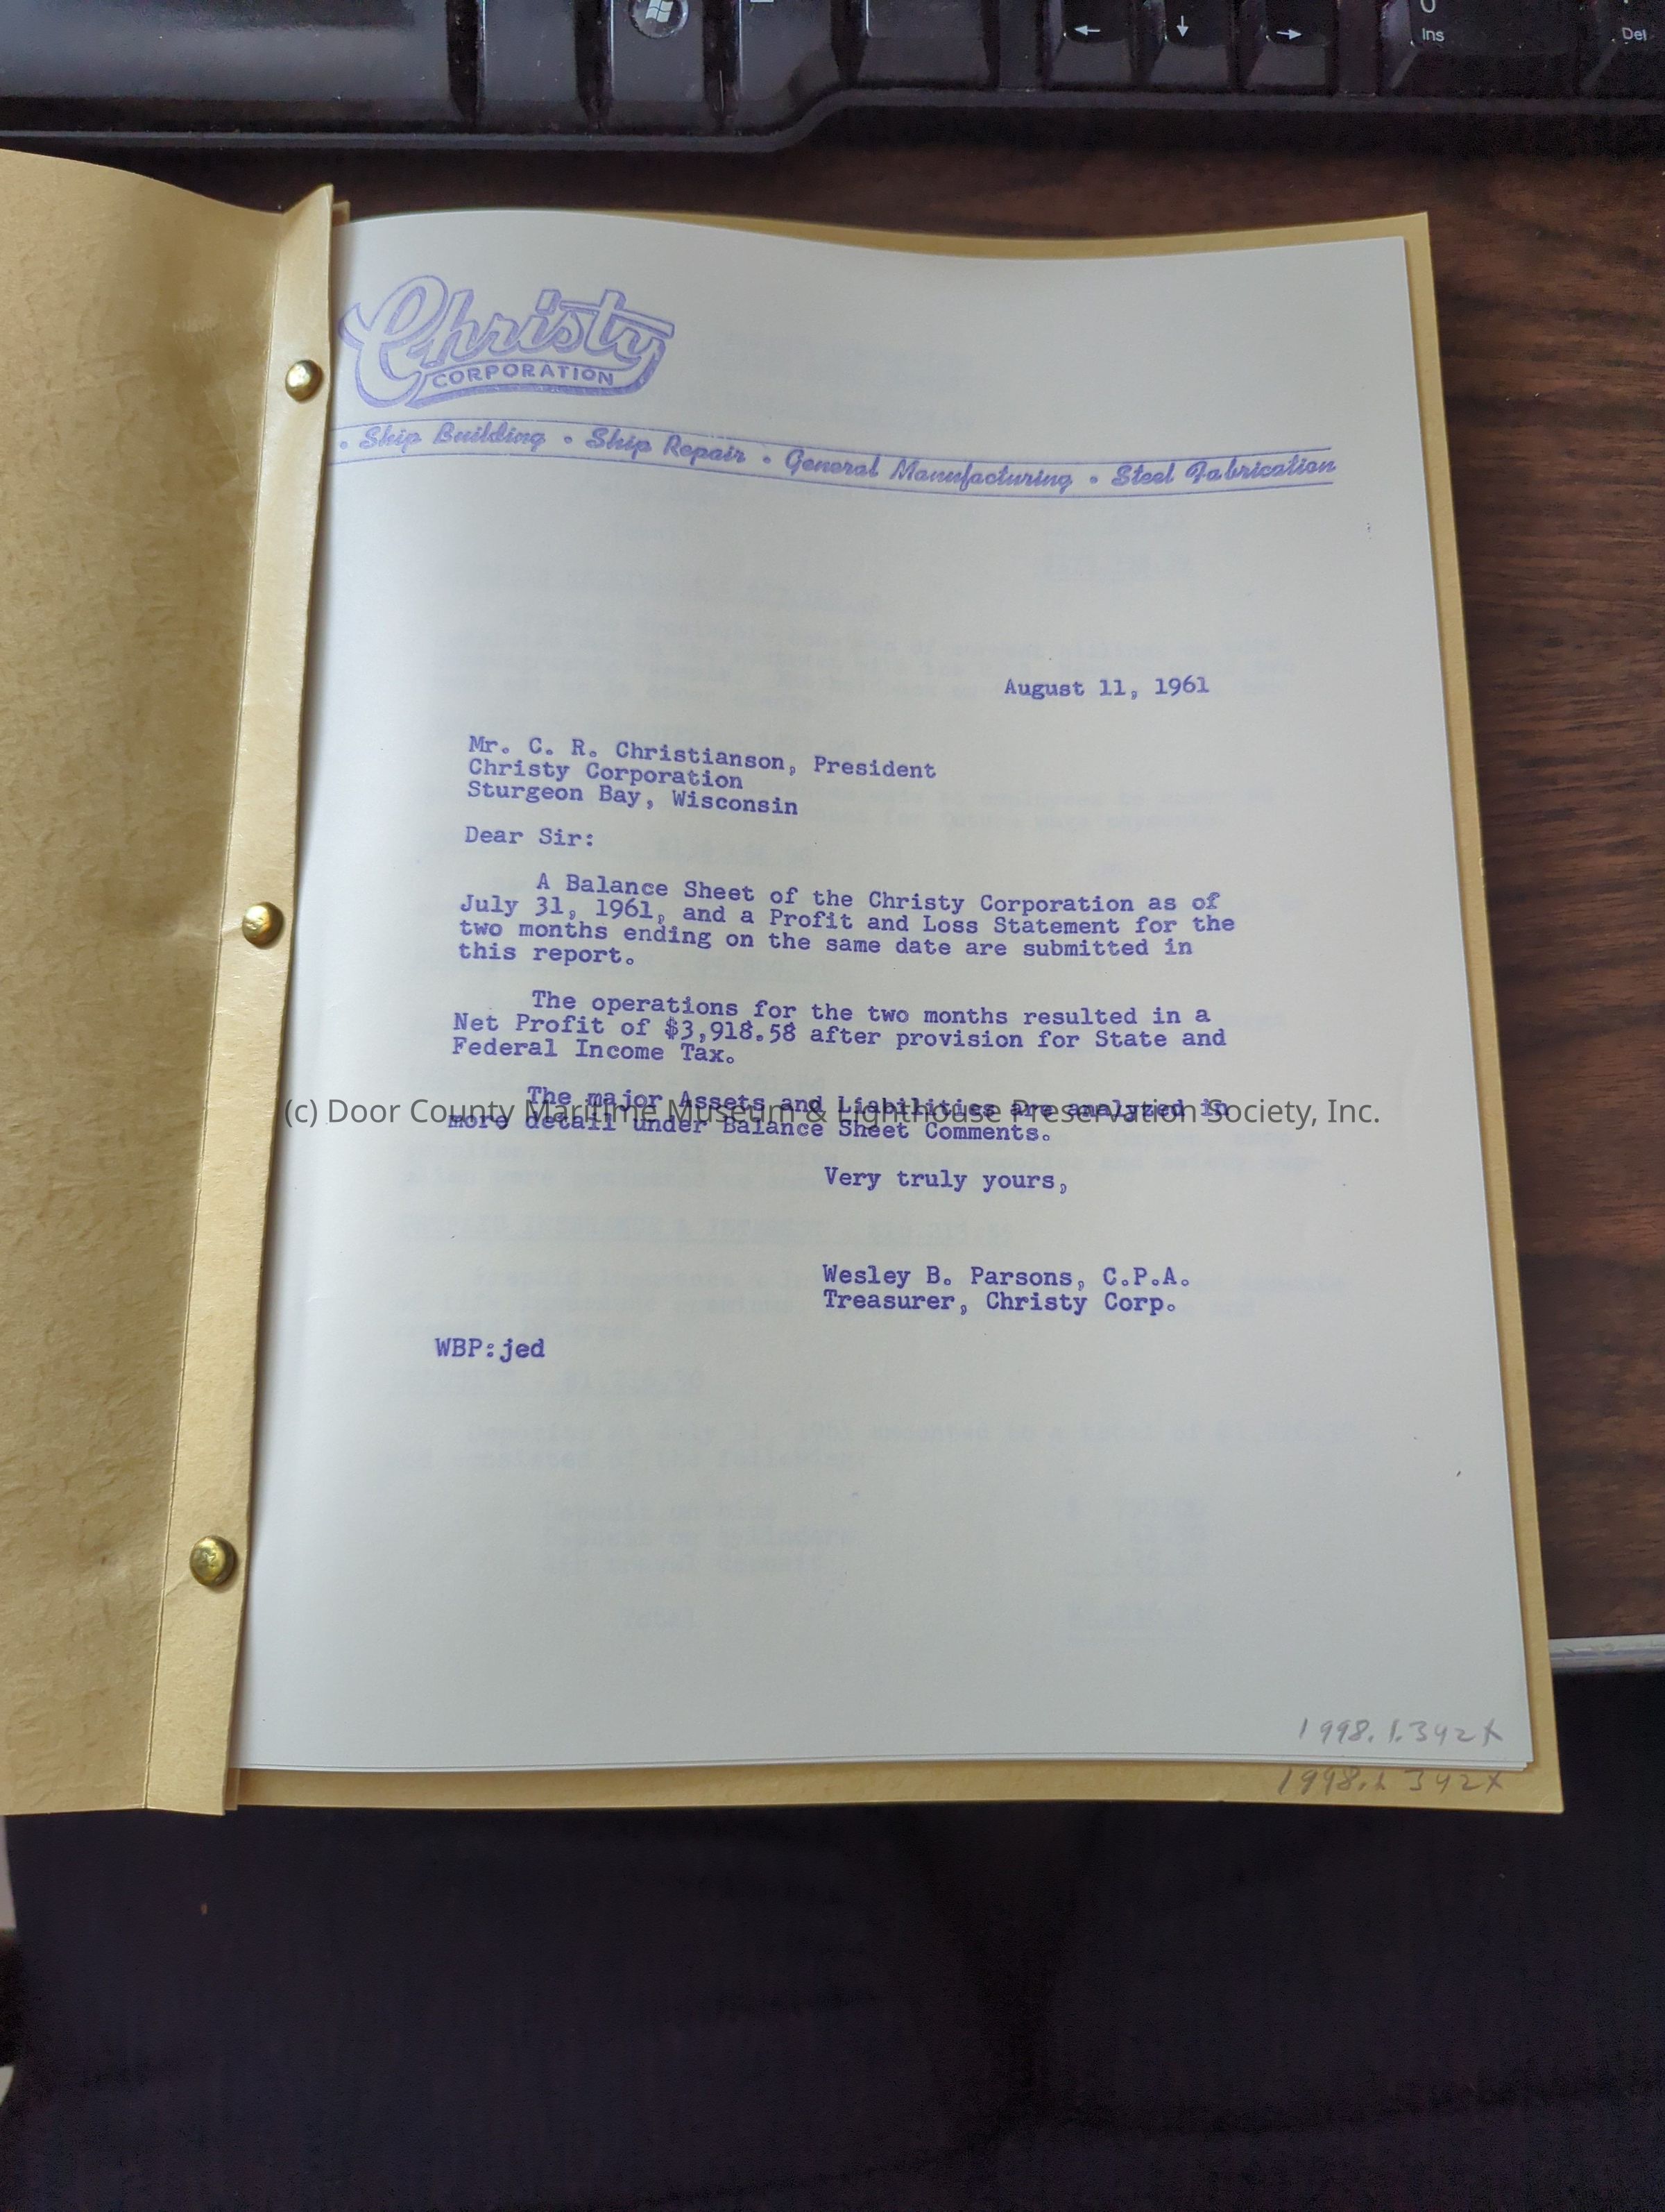 Ins
Del
Christy
CORPORATION
• Ship Building • Ship Repair • General Manufacturing • Steel Fabrication
August 11, 1961
Mr. C. R. Christianson, President
Christy Corporation
Sturgeon Bay, Wisconsin
Dear Sir:
A Balance Sheet of the Christy Corporation as of
July 31, 1961, and a Profit and Loss Statement for the
two months ending on the same date are submitted in
this report.
The operations for the two months resulted in a
Net Profit of $3,918.58 after provision for State and
Federal Income Tax.
The major Assets and Liabilities are analyzed in
more detail under Balance Sheet Comments.
(c) Door County Maritime Museum & Lighthouse Preservation Society, Inc.
Very truly yours,
Wesley B. Parsons, C.P.A.
Treasurer, Christy Corp.
WBP:jed
1998.1.342X
1998.1.342X